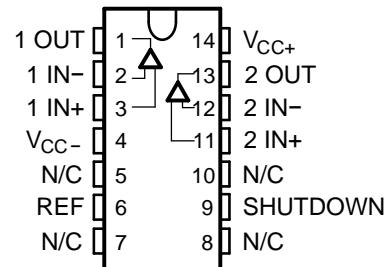 1 OUT 1 14 VCC+
1 IN− 2 13 2 OUT
1 IN+ 3 12 2 IN−
VCC− 4 11 2 IN+
N/C 5 10 N/C
REF 6 9 SHUTDOWN
N/C 7 8 N/C